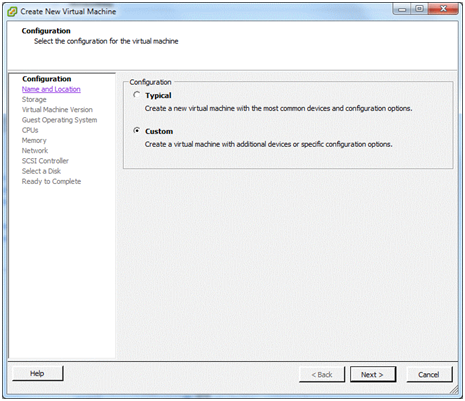 Create New Virtual Machine
Configuration
Select the configuration for the virtual machine
Configuration
Name and Location
Storage
Virtual Machine Version
Guest Operating System
CPUs
Memory
Network
SCSI Controller
Select a Disk
Ready to Complete
Configuration
Typical
Create a new virtual machine with the most common devices and configuration options.
Custom
Create a virtual machine with additional devices or specific configuration options.
Help
< Back
Next >
Cancel